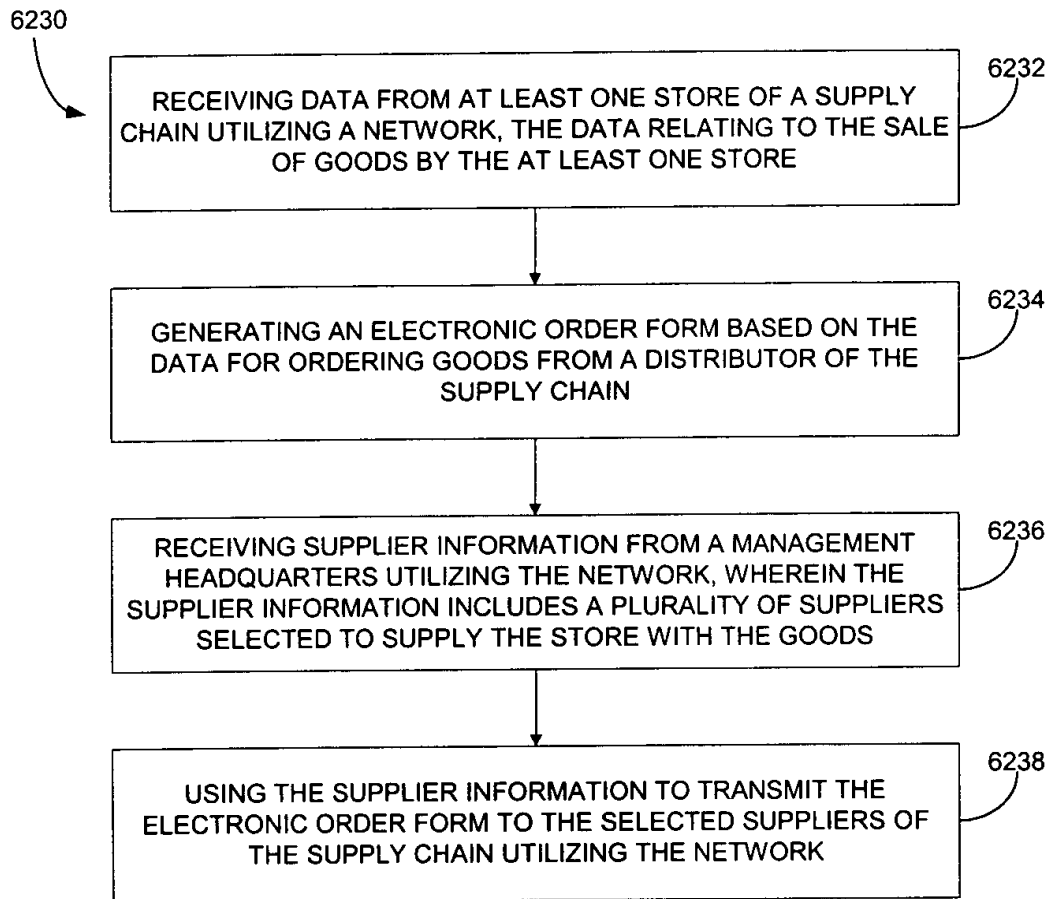 6230
RECEIVING DATA FROM AT LEAST ONE STORE OF A SUPPLY
CHAIN UTILIZING A NETWORK, THE DATA RELATING TO THE SALE
OF GOODS BY THE AT LEAST ONE STORE
6232
GENERATING AN ELECTRONIC ORDER FORM BASED ON THE
DATA FOR ORDERING GOODS FROM A DISTRIBUTOR OF THE
SUPPLY CHAIN
6234
RECEIVING SUPPLIER INFORMATION FROM A MANAGEMENT
HEADQUARTERS UTILIZING THE NETWORK, WHEREIN THE
SUPPLIER INFORMATION INCLUDES A PLURALITY OF SUPPLIERS
SELECTED TO SUPPLY THE STORE WITH THE GOODS
6236
USING THE SUPPLIER INFORMATION TO TRANSMIT THE
ELECTRONIC ORDER FORM TO THE SELECTED SUPPLIERS OF
THE SUPPLY CHAIN UTILIZING THE NETWORK
6238